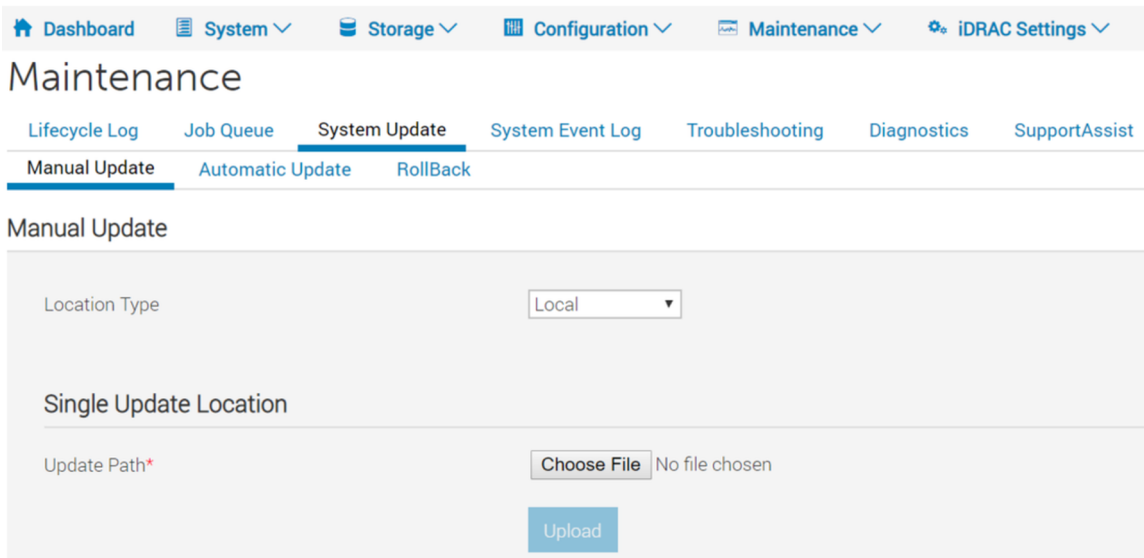 Dashboard System Storage Configuration Maintenance iDRAC Settings
Maintenance
Lifecycle Log Job Queue System Update System Event Log Troubleshooting Diagnostics SupportAssist
Manual Update Automatic Update RollBack
Manual Update
Location Type Local
Single Update Location
Update Path* Choose File No file chosen
Upload